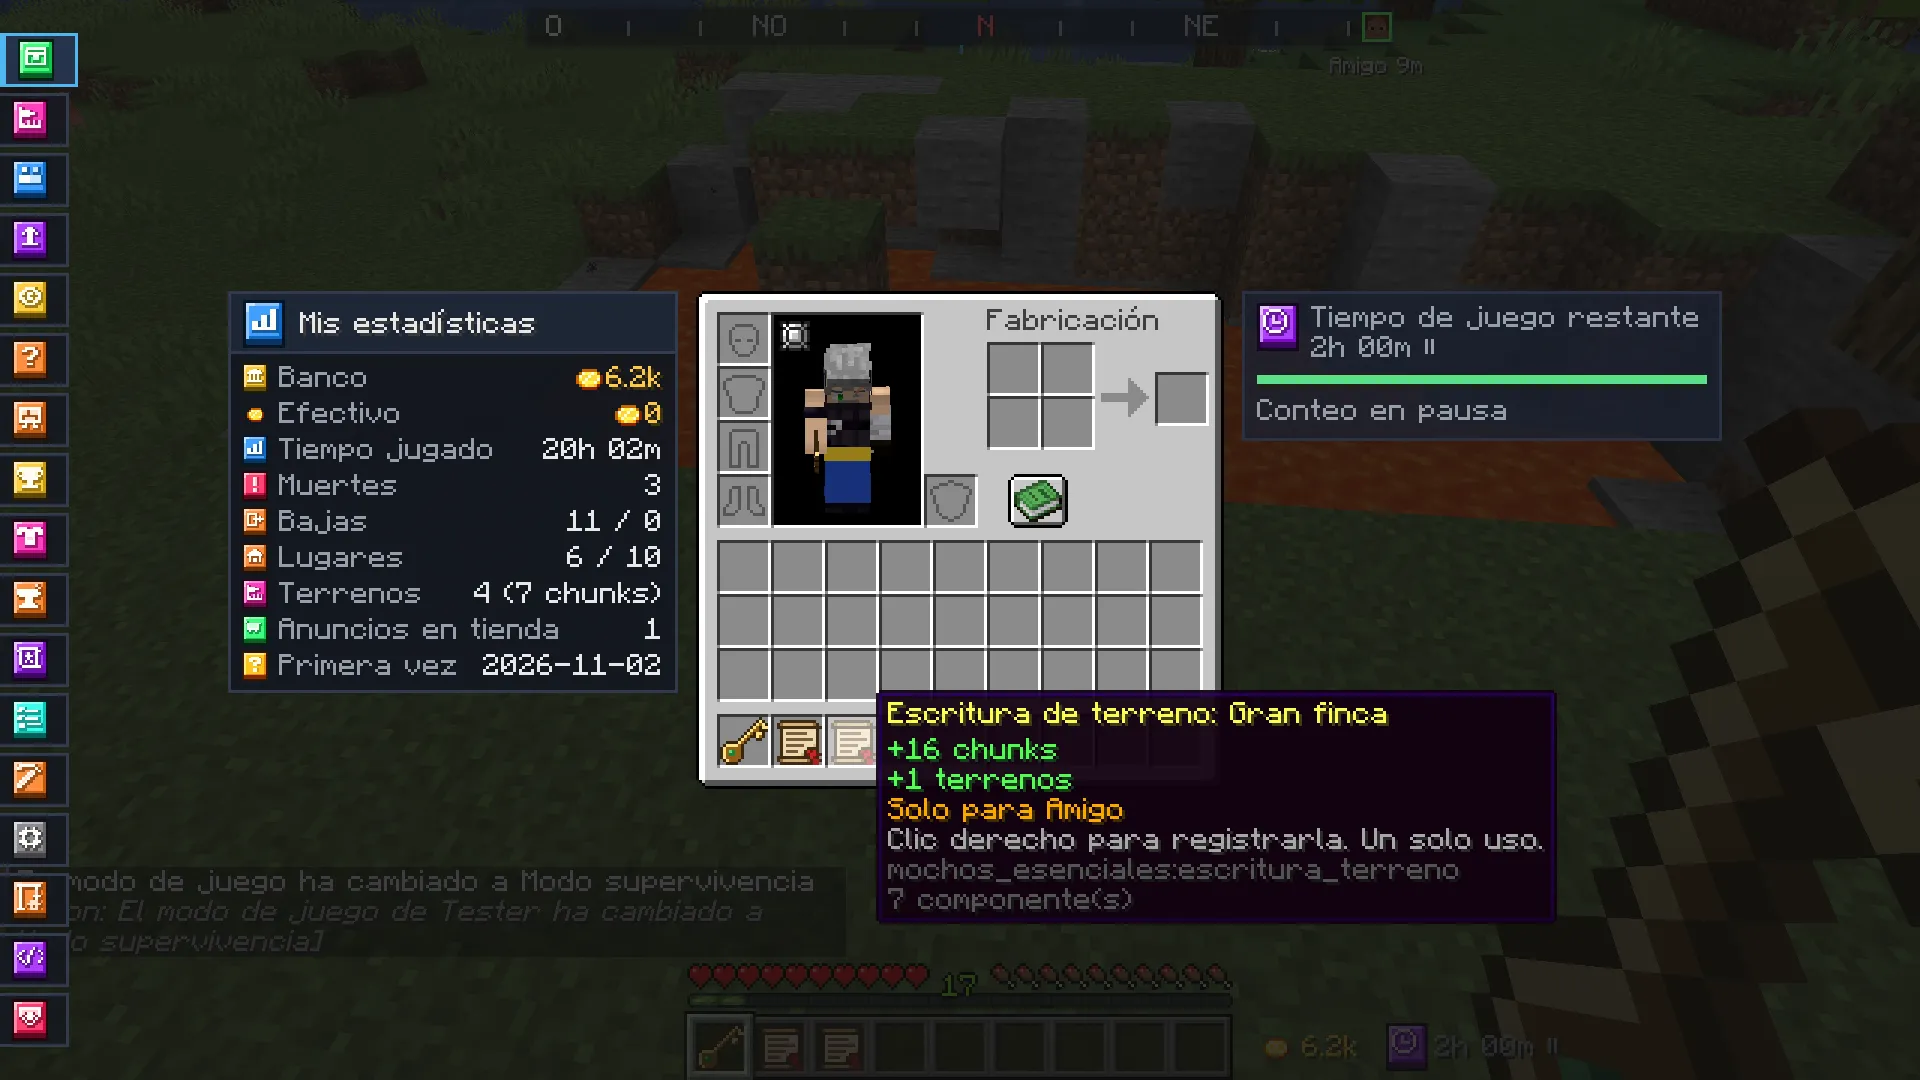 O
NO
N
NE
Amigo 9m
Mis estadísticas
Banco 6.2k
Efectivo 0
Tiempo jugado 20h 02m
Muertes 3
Bajas 11 / 0
Lugares 6 / 10
Terrenos 4 (7 chunks)
Anuncios en tienda 1
Primera vez 2026-11-02
Fabricación
Tiempo de juego restante
2h 00m II
Conteo en pausa
Escritura de terreno: Gran finca
+16 chunks
+1 terrenos
Solo para Amigo
Clic derecho para registrarla. Un solo uso.
mochos_esenciales:escritura_terreno
7 componente(s)
modo de juego ha cambiado a Modo supervivencia
on: El modo de juego de Tester ha cambiado a
o supervivencia]
17
6.2k
2h 00m II